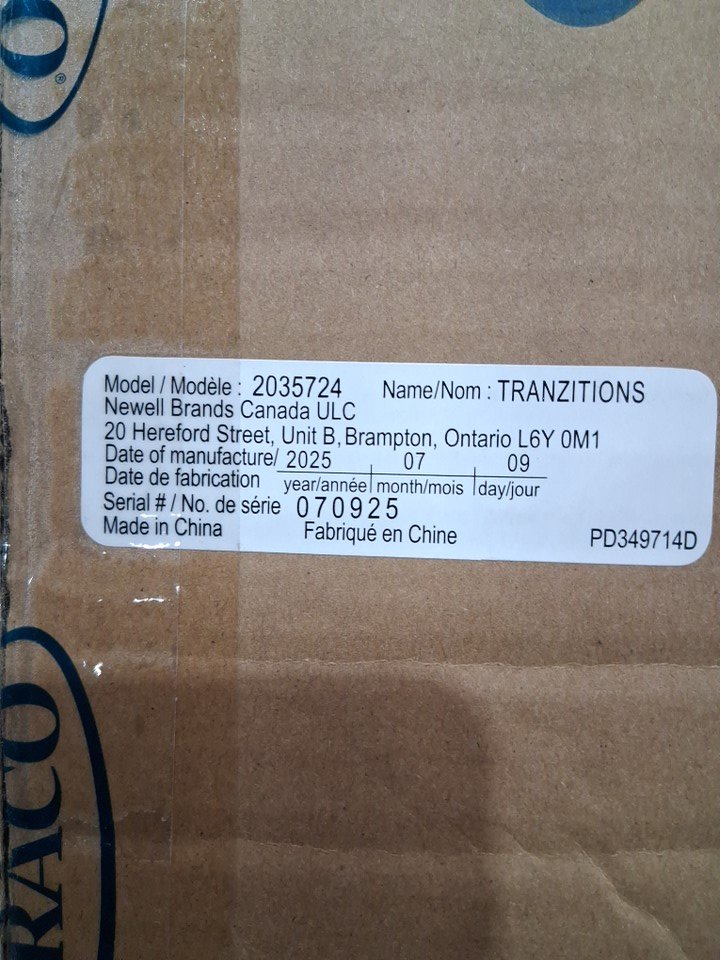 Model / Modèle : 2035724 Name/Nom : TRANZITIONS
Newell Brands Canada ULC
20 Hereford Street, Unit B, Brampton, Ontario L6Y 0M1
Date of manufacture/ 2025 07 09
Date de fabrication year/année month/mois day/jour
Serial # / No. de série 070925
Made in China Fabriqué en Chine PD349714D
RACO
O®